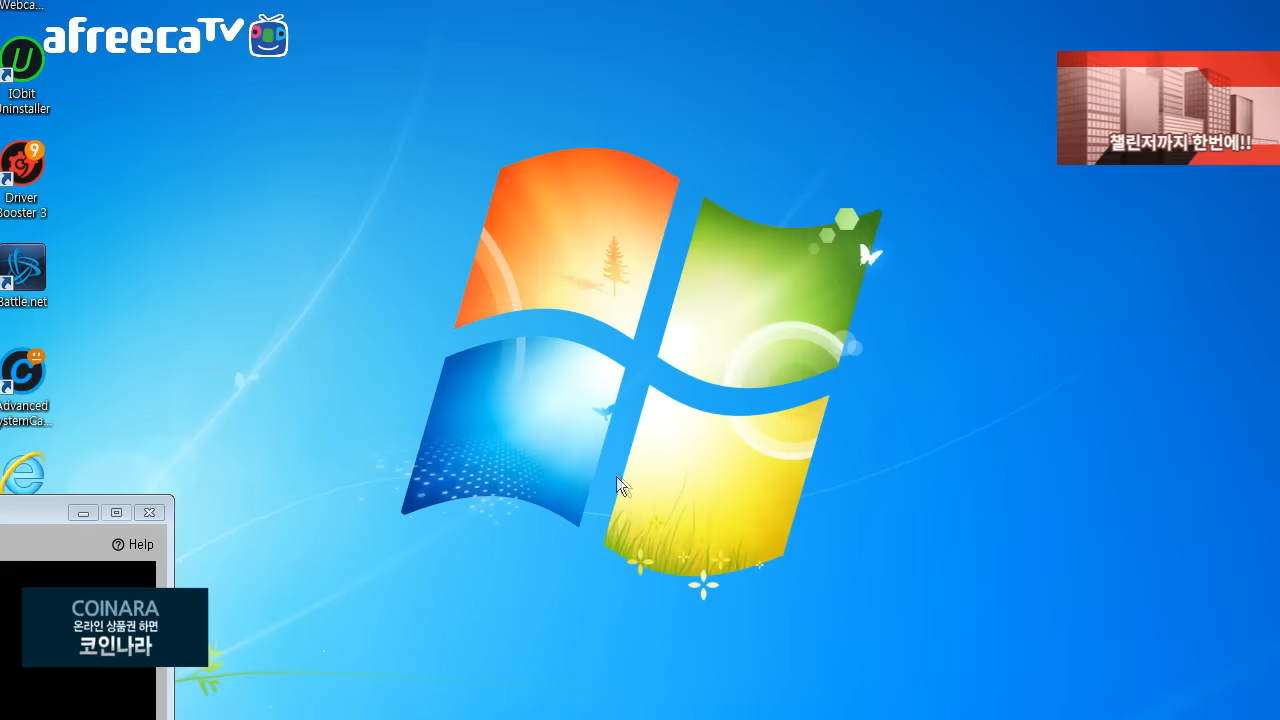 Webca...
afreecaTV
IObit
Uninstaller
9
Driver
Booster 3
Battle.net
Advanced
SystemCa...
챌린저까지 한번에!!
Help
COINARA
온라인 상품권 하면
코인나라